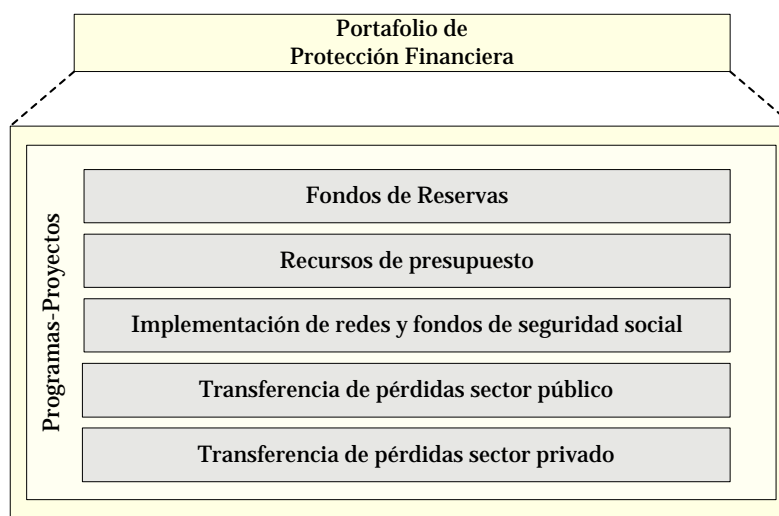 Portafolio de
Protección Financiera
Programas-Proyectos
Fondos de Reservas
Recursos de presupuesto
Implementación de redes y fondos de seguridad social
Transferencia de pérdidas sector público
Transferencia de pérdidas sector privado